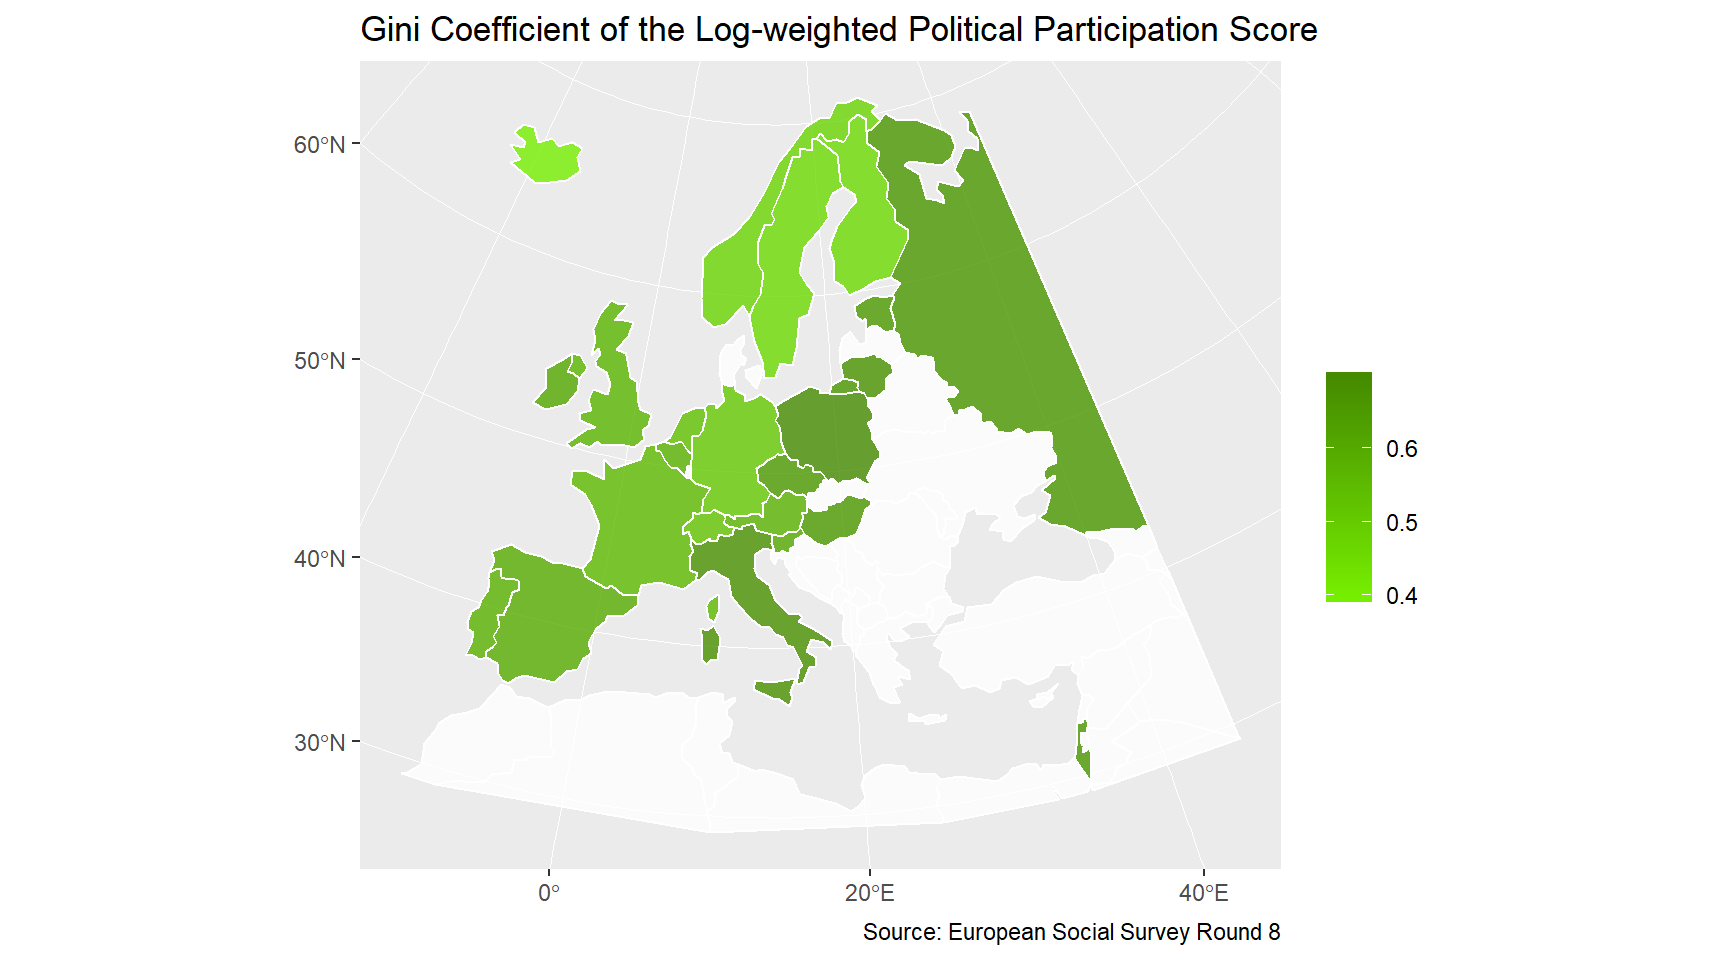 Gini Coefficient of the Log-weighted Political Participation Score
60°N
50°N
40°N
30°N
0°
20°E
40°E
0.6
0.5
0.4
Source: European Social Survey Round 8